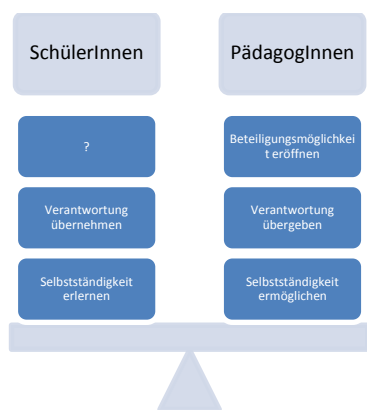 SchülerInnen
PädagogInnen
?
Beteiligungsmöglichkei
t eröffnen
Verantwortung
übernehmen
Verantwortung
übergeben
Selbstständigkeit
erlernen
Selbstständigkeit
ermöglichen